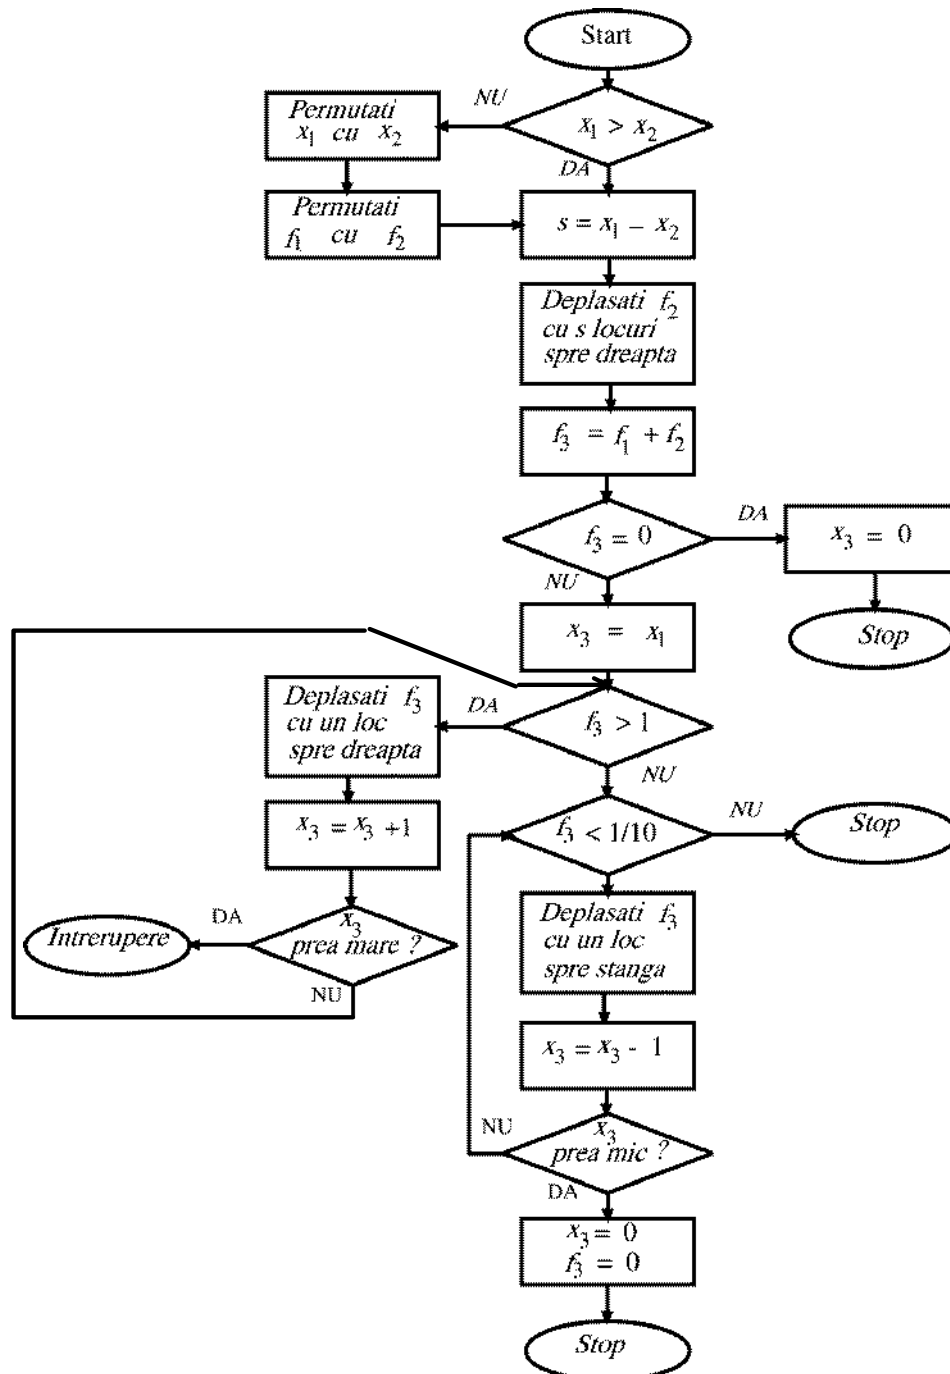 Start
x1 > x2
NU
DA
Permutati
x1 cu x2
Permutati
f1 cu f2
s = x1 – x2
Deplasati f2
cu s locuri
spre dreapta
f3 = f1 + f2
f3 = 0
DA
NU
x3 = 0
Stop
x3 = x1
f3 > 1
DA
NU
Deplasati f3
cu un loc
spre dreapta
x3 = x3 +1
x3
prea mare ?
DA
NU
Intrerupere
f3 < 1/10
NU
Stop
Deplasati f3
cu un loc
spre stanga
x3 = x3 - 1
x3
prea mic ?
NU
DA
x3 = 0
f3 = 0
Stop